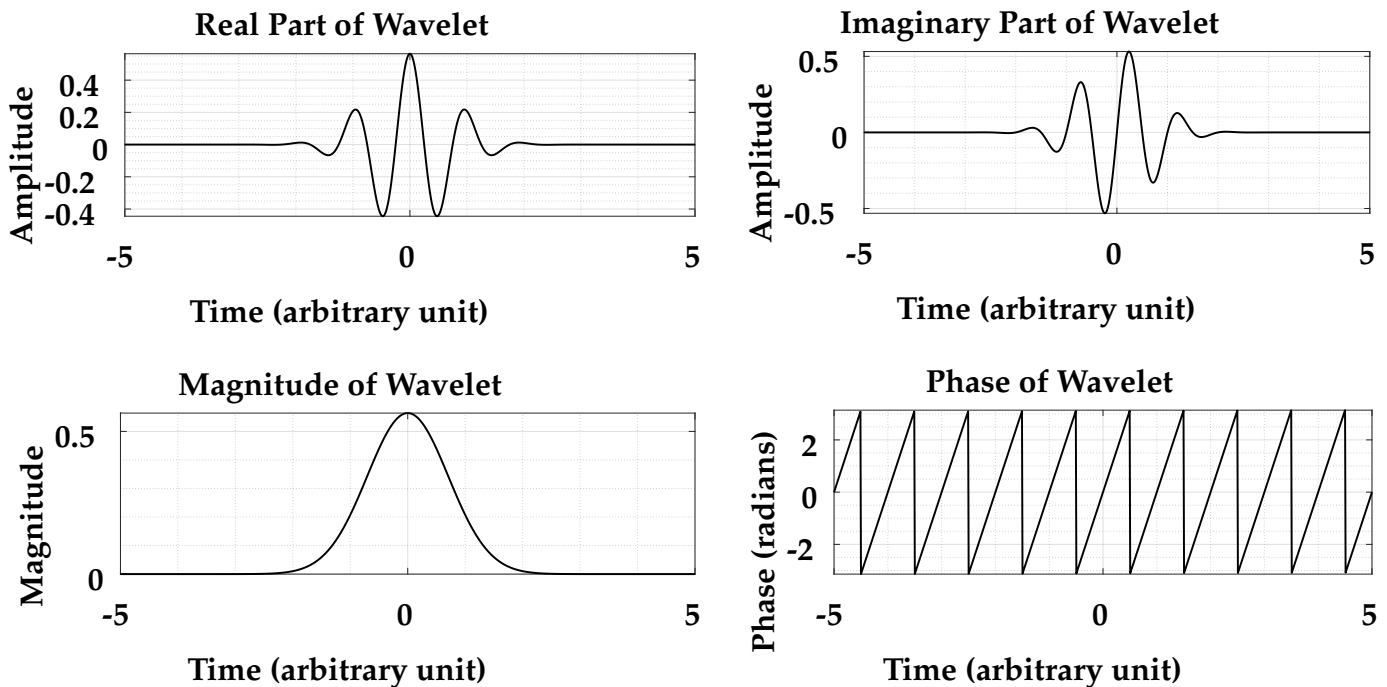 Real Part of Wavelet
Amplitude
0.4
0.2
0
-0.2
-0.4
-5
0
5
Time (arbitrary unit)
Imaginary Part of Wavelet
Amplitude
0.5
0
-0.5
-5
0
5
Time (arbitrary unit)
Magnitude of Wavelet
Magnitude
0.5
0
-5
0
5
Time (arbitrary unit)
Phase of Wavelet
Phase (radians)
2
0
-2
-5
0
5
Time (arbitrary unit)